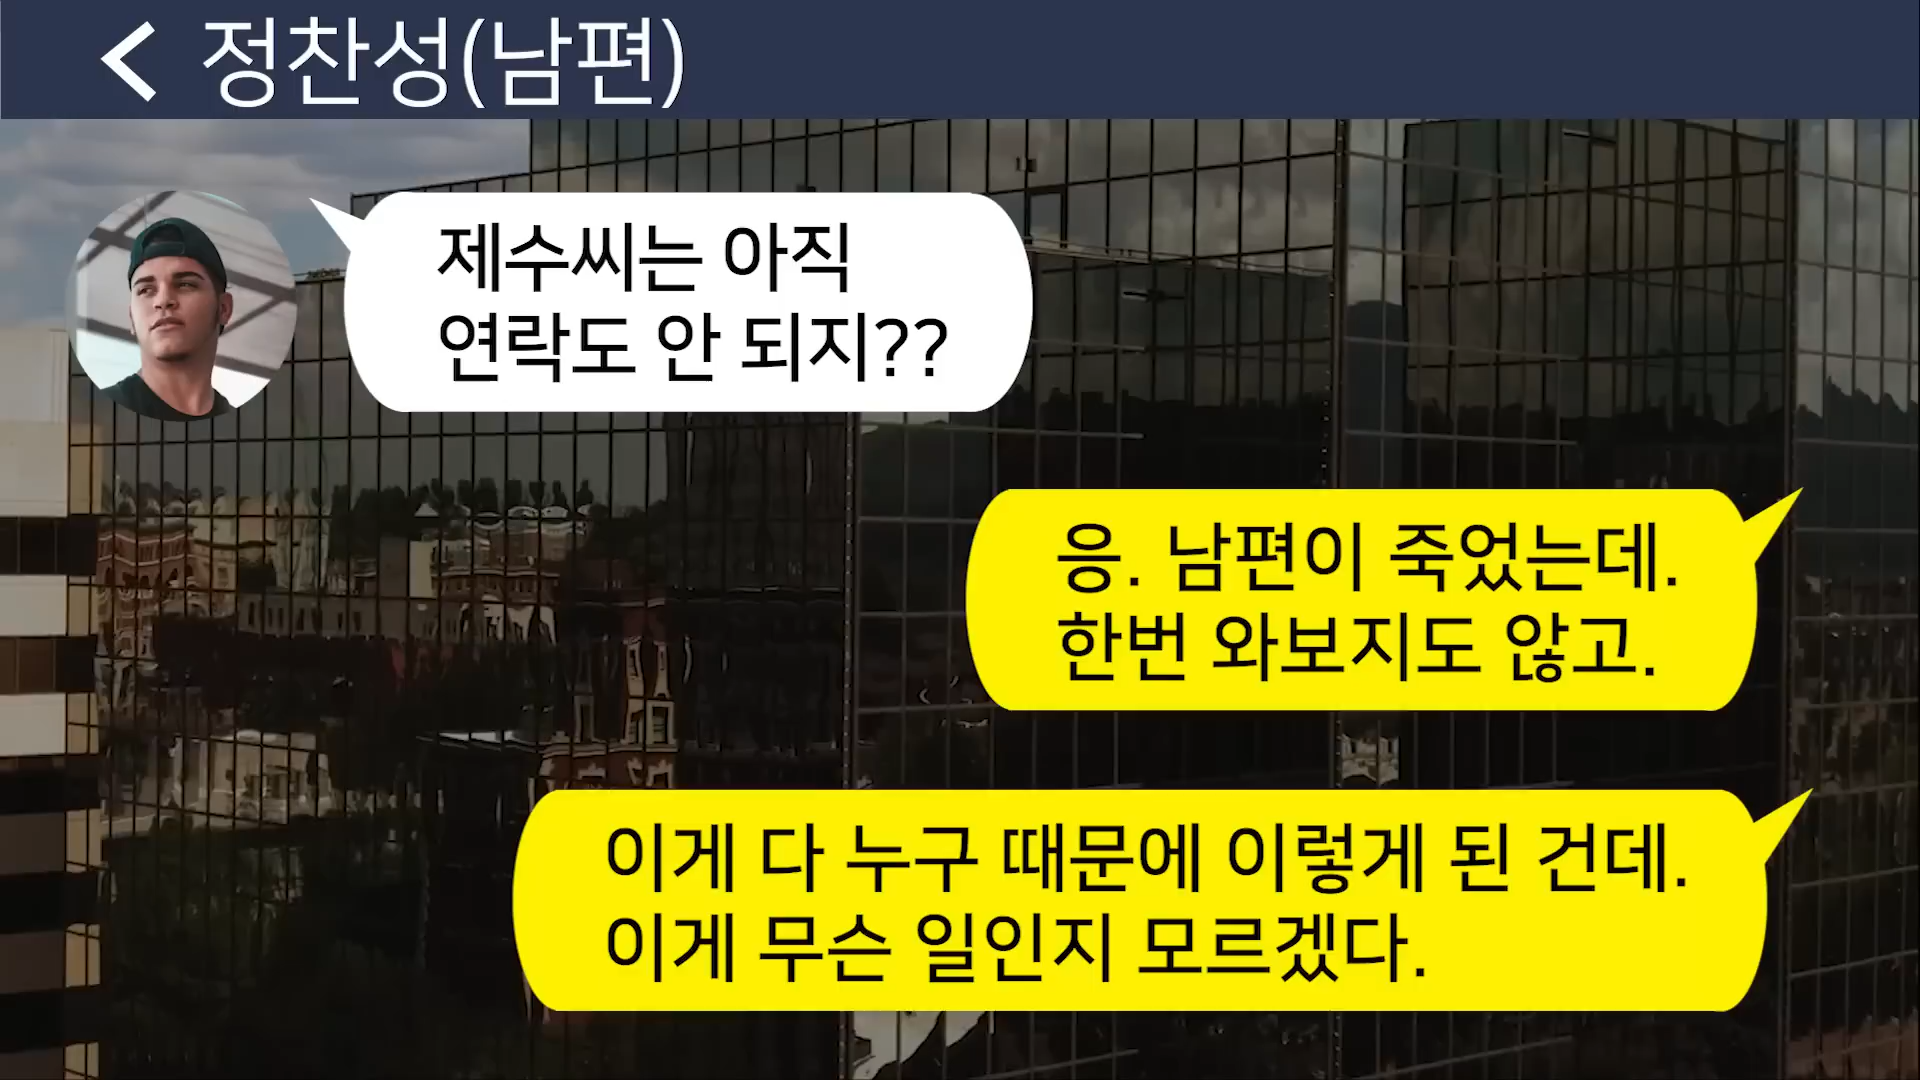 정찬성(남편)
제수씨는 아직
연락도 안 되지??
응. 남편이 죽었는데.
한번 와보지도 않고.
이게 다 누구 때문에 이렇게 된 건데.
이게 무슨 일인지 모르겠다.